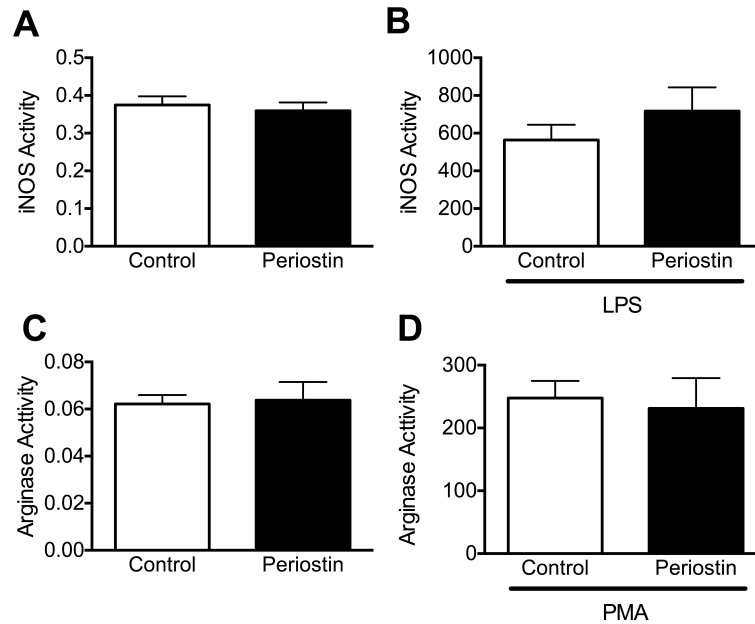 A
iNOS Activity
0.5
0.4
0.3
0.2
0.1
0.0
Control Periostin
B
iNOS Activity
1000
800
600
400
200
0
Control Periostin
LPS
C
Arginase Acttivity
0.08
0.06
0.04
0.02
0.00
Control Periostin
D
Arginase Acttivity
300
200
100
0
Control Periostin
PMA